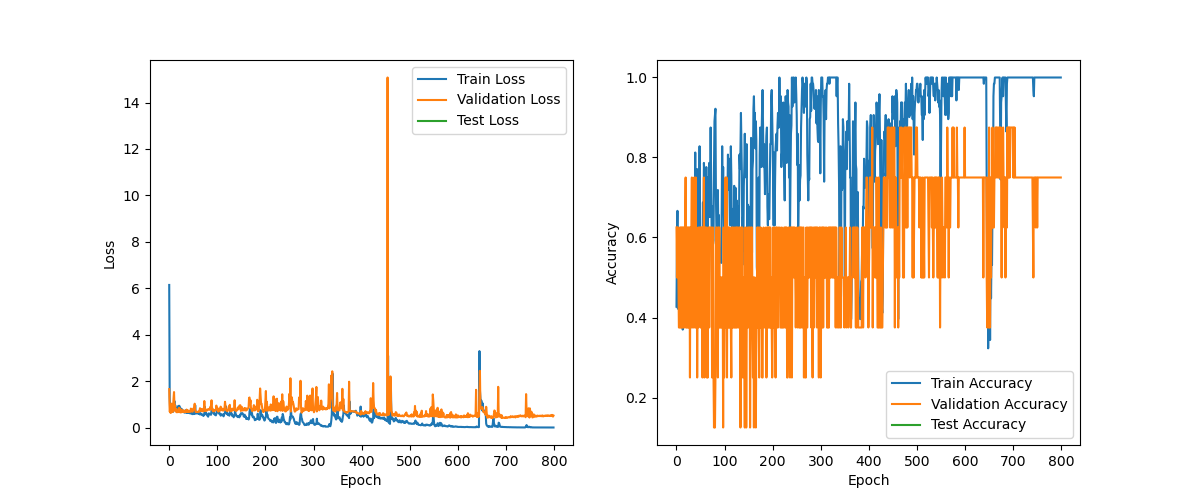 14
12
10
8
6
4
2
0
Loss
0 100 200 300 400 500 600 700 800
Epoch
Train Loss
Validation Loss
Test Loss
1.0
0.8
0.6
0.4
0.2
Accuracy
0 100 200 300 400 500 600 700 800
Epoch
Train Accuracy
Validation Accuracy
Test Accuracy